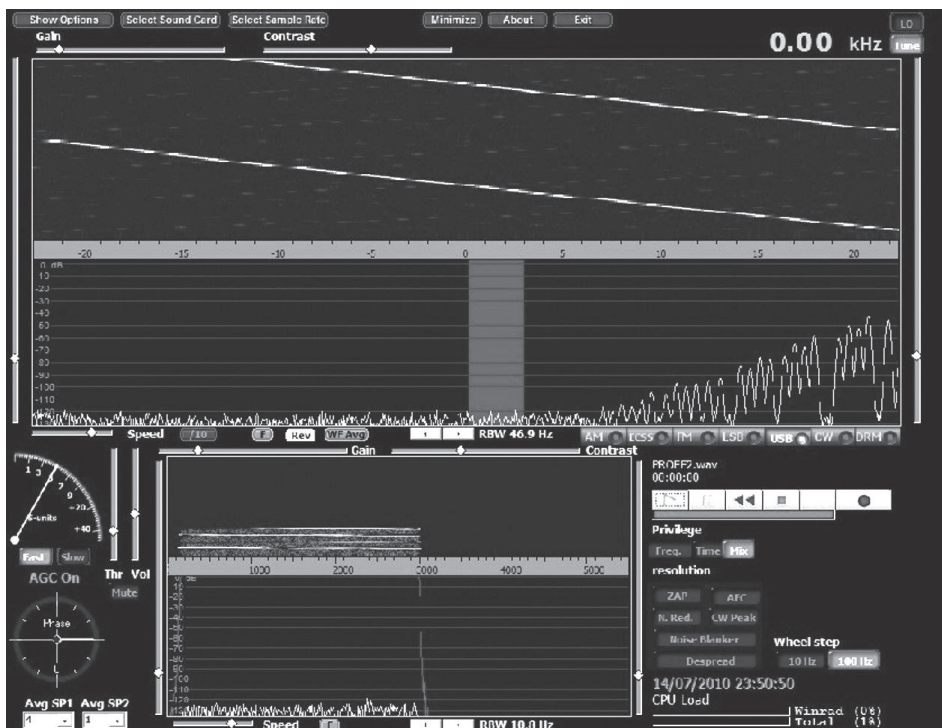 Show Options Select Sound Card Select Sample Rate Minimize About Exit LO
Gain Contrast 0.00 kHz Tune
-20 -15 -10 -5 0 5 10 15 20
0 dB
-10
-20
-30
-40
-60
-70
-80
-90
-100
-110
-120
Speed /10 F Rev WF Avg RBW 46.9 Hz AM ECSS FM LSB USB CW DRM
Gain Contrast
PROFF2.wav
00:00:00
S-units
+20
+40
Privilege
Fast Slow
Freq. Time Mix
AGC On Thr Vol
resolution
1000 2000 3000 4000 5000
Mute
ZAP AFC
N. Red. CW Peak
Phase
Noise Blanker
Wheel step
Despread 10 Hz 100 Hz
14/07/2010 23:50:50
CPU Load
Avg SP1 Avg SP2
4 1
Speed F RBW 10.8 Hz
Winrad
Total